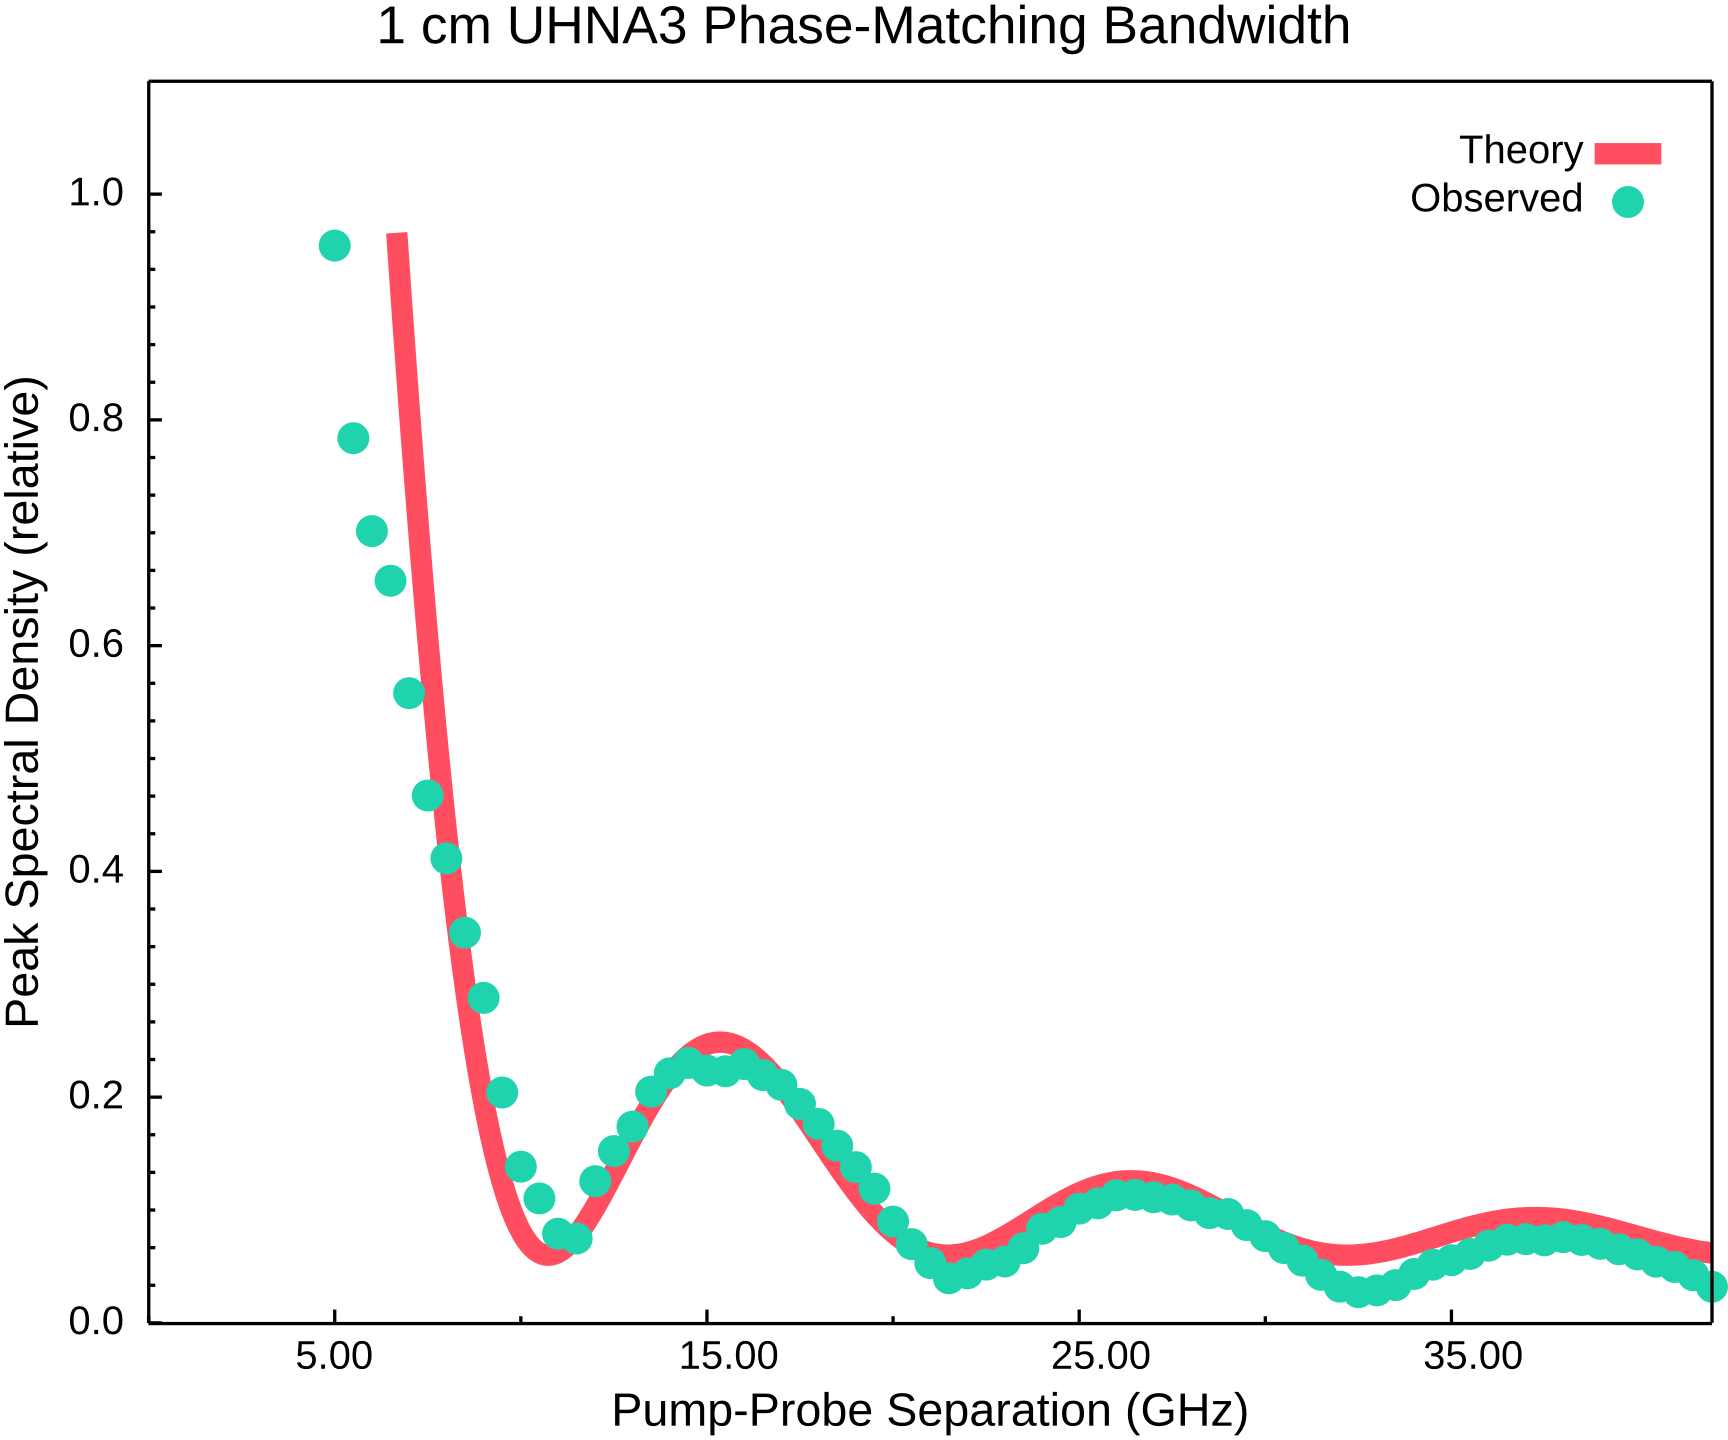 1 cm UHNA3 Phase-Matching Bandwidth
Theory
Observed
1.0
0.8
0.6
0.4
0.2
0.0
Peak Spectral Density (relative)
5.00 15.00 25.00 35.00
Pump-Probe Separation (GHz)